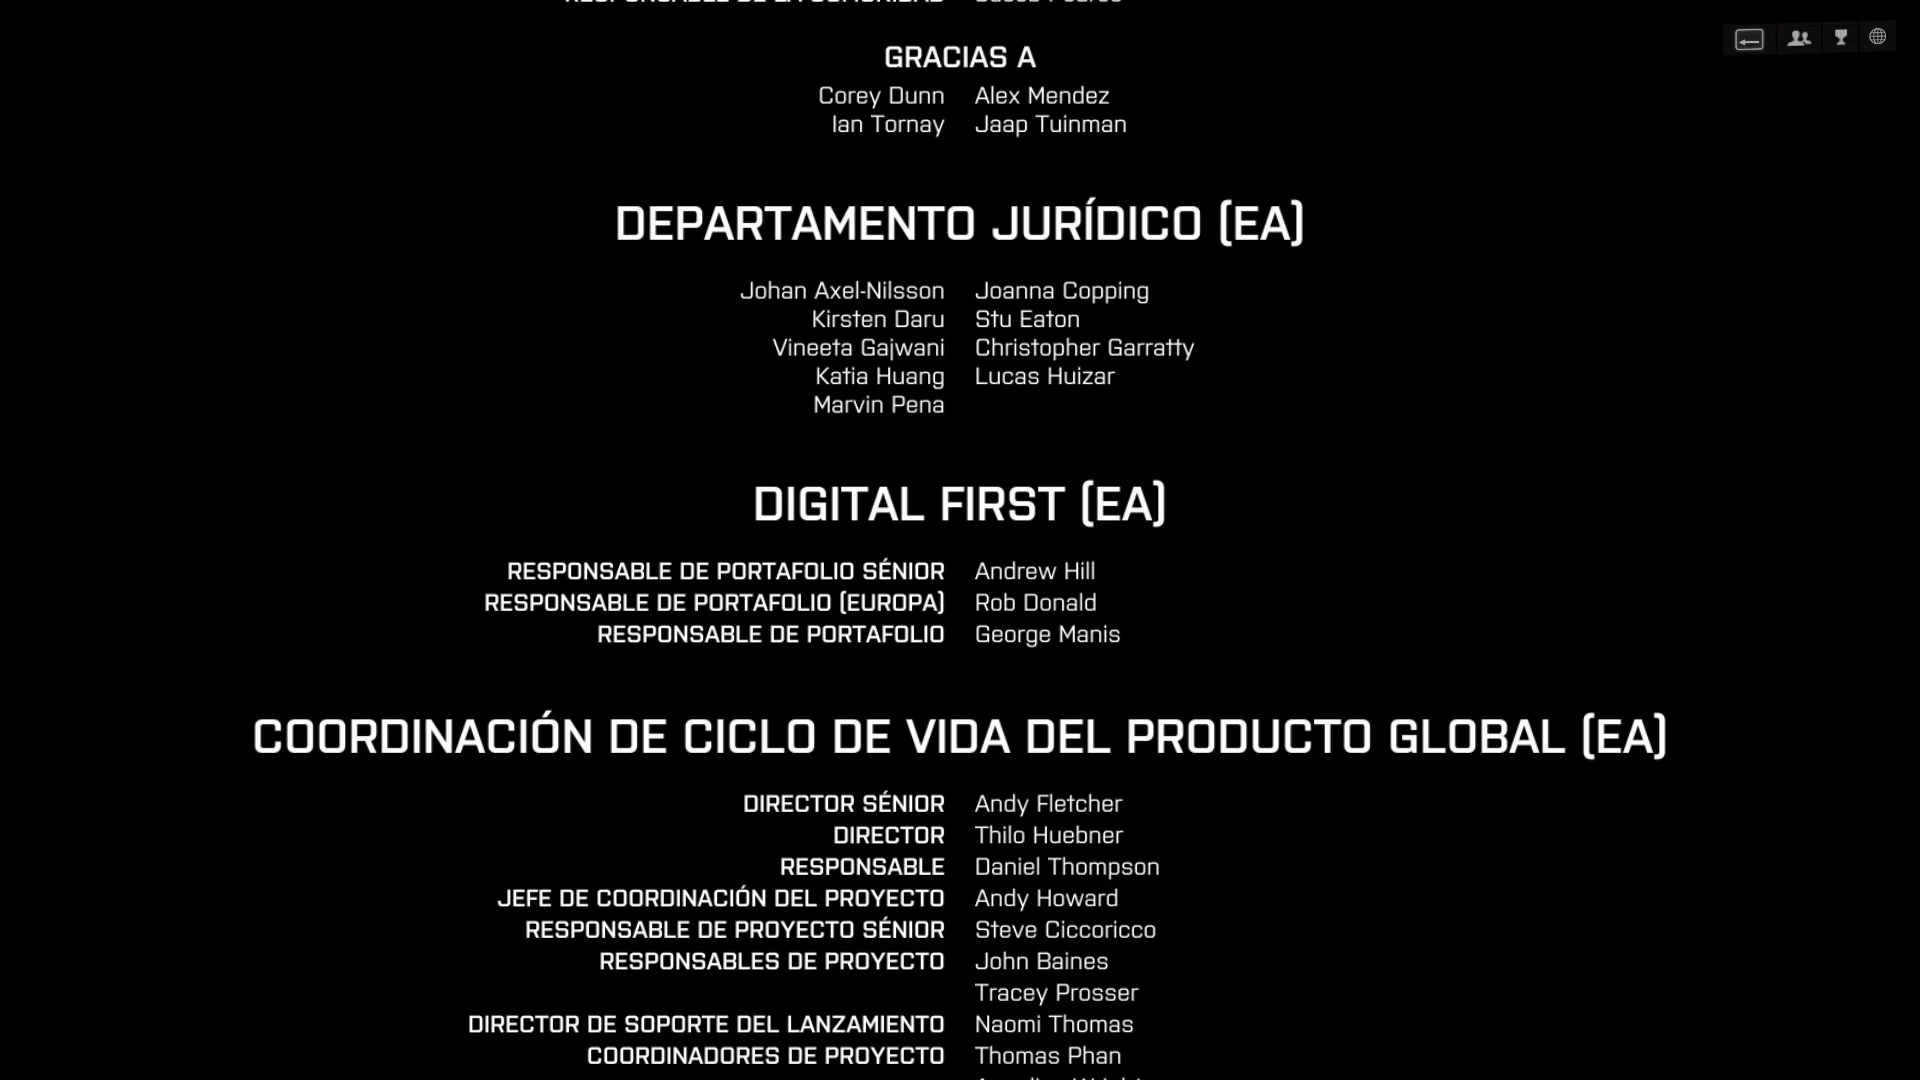 GRACIAS A
Corey Dunn Alex Mendez
Ian Tornay Jaap Tuinman
DEPARTAMENTO JURÍDICO (EA)
Johan Axel-Nilsson Joanna Copping
Kirsten Daru Stu Eaton
Vineeta Gajwani Christopher Garratty
Katia Huang Lucas Huizar
Marvin Pena
DIGITAL FIRST (EA)
RESPONSABLE DE PORTAFOLIO SÉNIOR Andrew Hill
RESPONSABLE DE PORTAFOLIO (EUROPA) Rob Donald
RESPONSABLE DE PORTAFOLIO George Manis
COORDINACIÓN DE CICLO DE VIDA DEL PRODUCTO GLOBAL (EA)
DIRECTOR SÉNIOR Andy Fletcher
DIRECTOR Thilo Huebner
RESPONSABLE Daniel Thompson
JEFE DE COORDINACIÓN DEL PROYECTO Andy Howard
RESPONSABLE DE PROYECTO SÉNIOR Steve Ciccoricco
RESPONSABLES DE PROYECTO John Baines
Tracey Prosser
DIRECTOR DE SOPORTE DEL LANZAMIENTO Naomi Thomas
COORDINADORES DE PROYECTO Thomas Phan